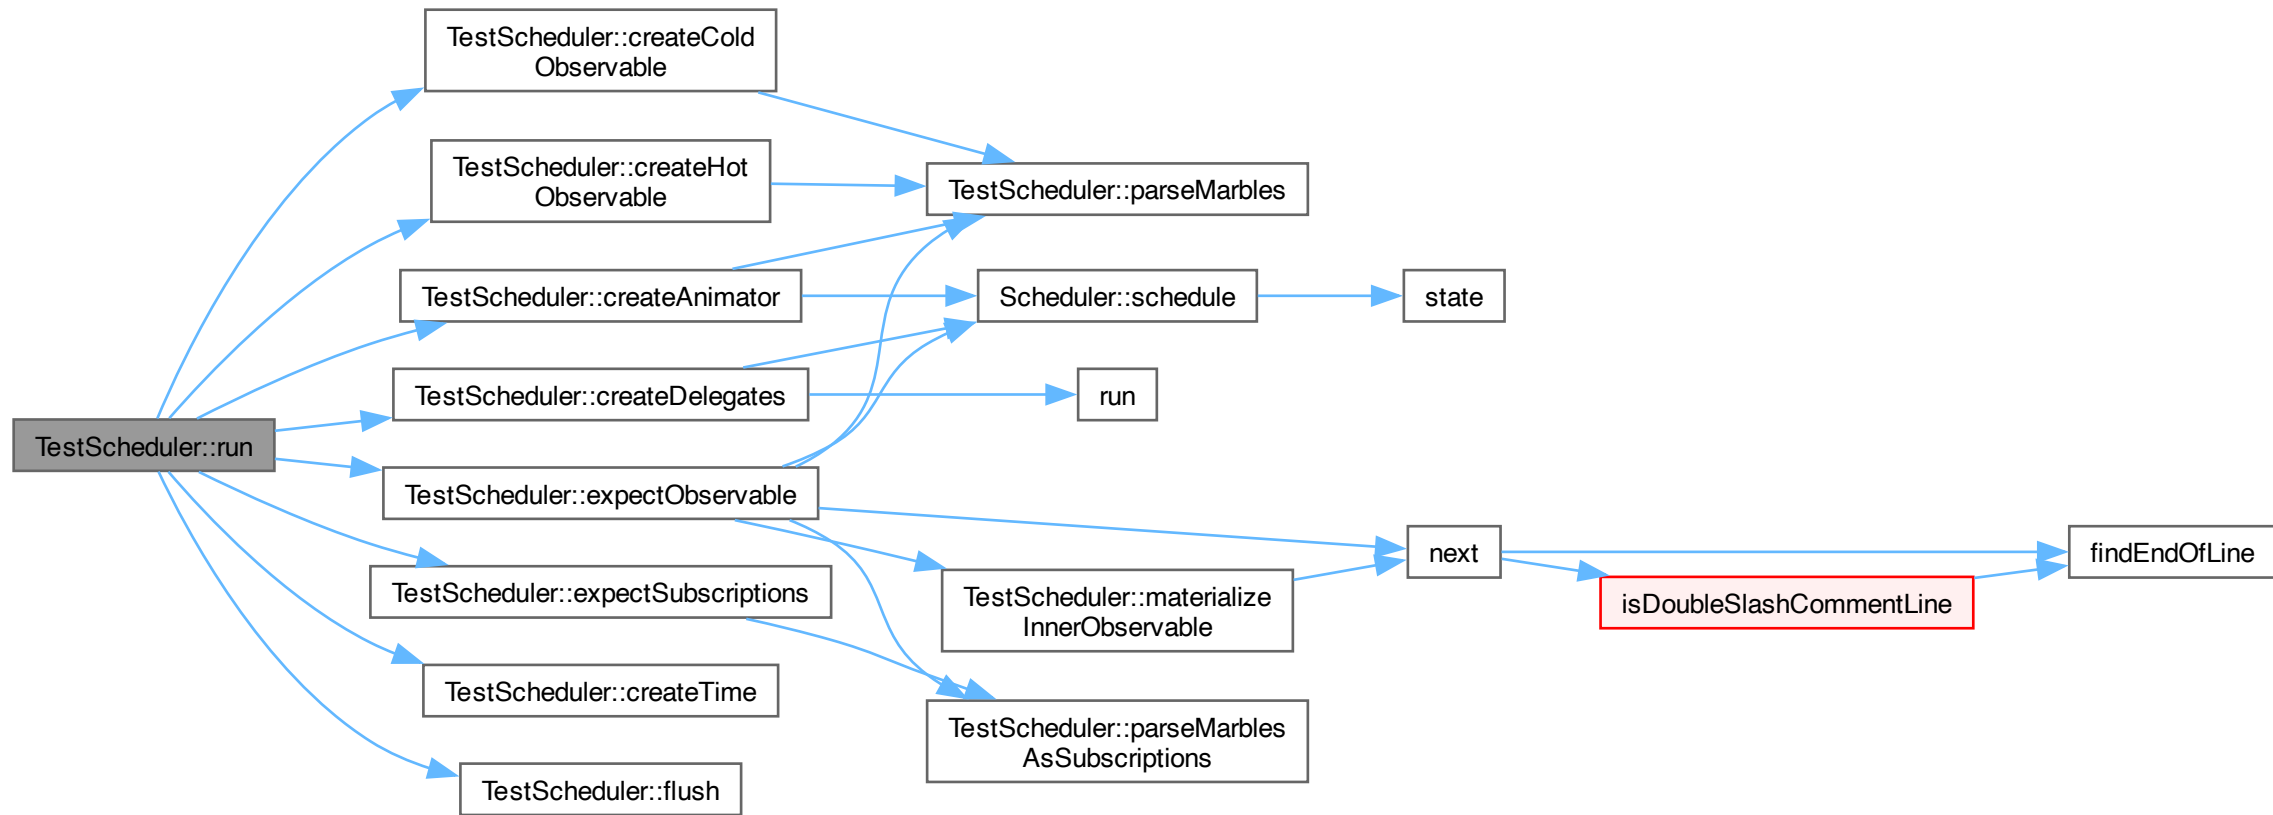 TestScheduler::createCold
Observable
TestScheduler::createHot
Observable
TestScheduler::parseMarbles
TestScheduler::createAnimator
Scheduler::schedule
state
TestScheduler::createDelegates
run
TestScheduler::run
TestScheduler::expectObservable
next
findEndOfLine
TestScheduler::expectSubscriptions
TestScheduler::materialize
InnerObservable
isDoubleSlashCommentLine
TestScheduler::createTime
TestScheduler::parseMarbles
AsSubscriptions
TestScheduler::flush